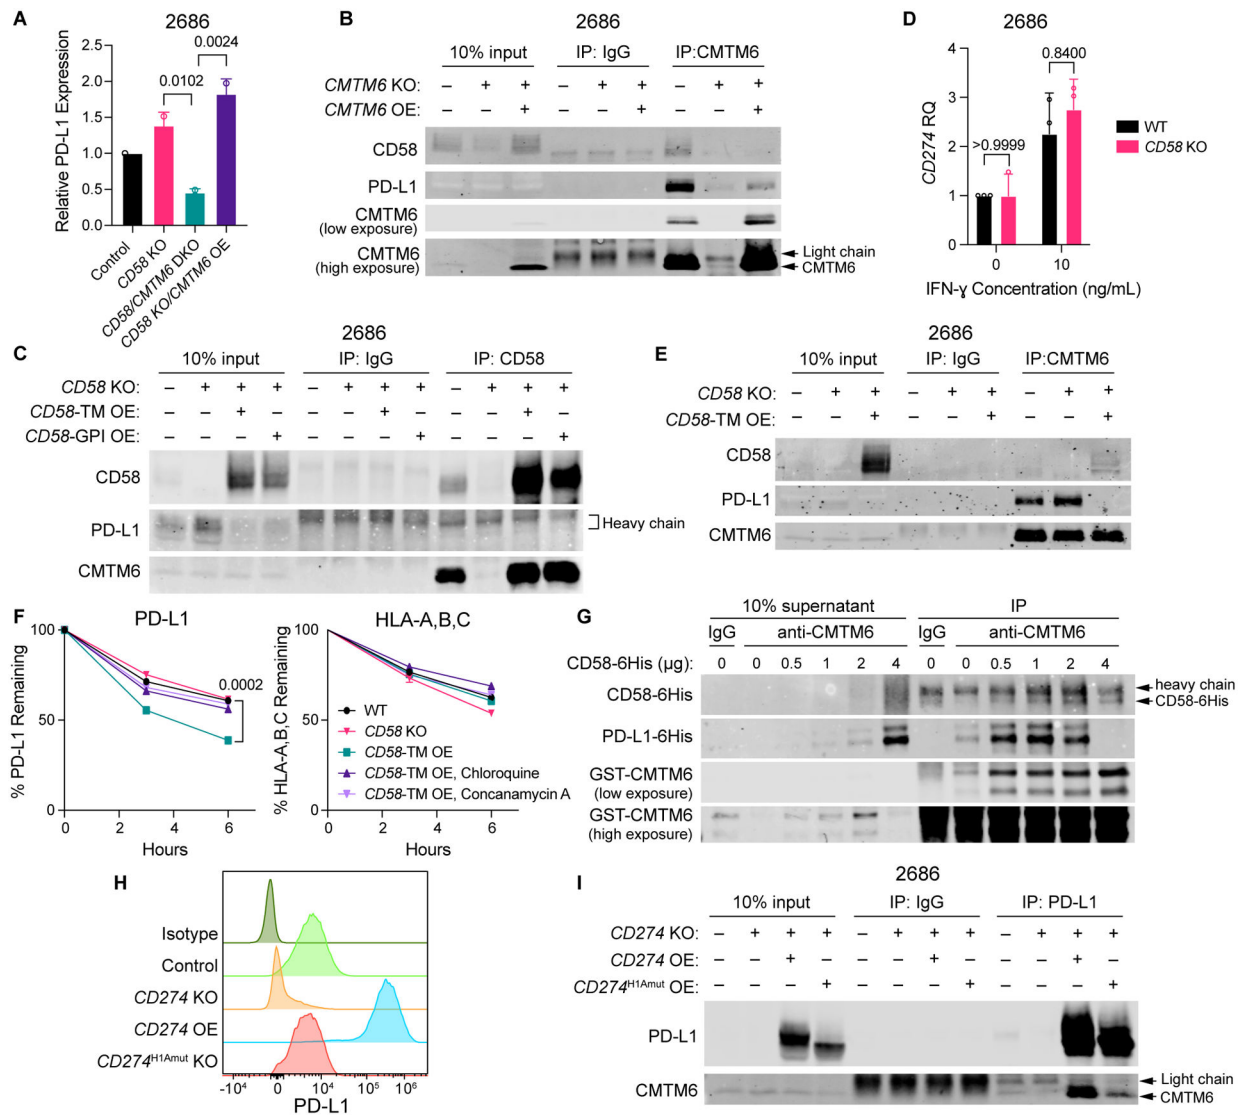 A
2686
Relative PD-L1 Expression
2.5
2.0
1.5
1.0
0.5
0.0
0.0024
0.0102
Control
CD58 KO
CD58/CMTM6 DKO
CD58 KO/CMTM6 OE
B
2686
10% input
IP: IgG
IP:CMTM6
CMTM6 KO: – + + – + + – + +
CMTM6 OE: – – + – – + – – +
CD58
PD-L1
CMTM6
(low exposure)
CMTM6
(high exposure)
Light chain
CMTM6
D
2686
CD274 RQ
4
3
2
1
0
>0.9999
0.8400
0
10
IFN-ɣ Concentration (ng/mL)
WT
CD58 KO
C
2686
10% input
IP: IgG
IP: CD58
CD58 KO: – + + + – + + + – + + +
CD58-TM OE: – – + – – – + – – – + –
CD58-GPI OE: – – – + – – – + – – – +
CD58
PD-L1
CMTM6
Heavy chain
E
2686
10% input
IP: IgG
IP:CMTM6
CD58 KO: – + + – + + – + +
CD58-TM OE: – – + – – + – – +
CD58
PD-L1
CMTM6
F
PD-L1
% PD-L1 Remaining
100
50
0
0.0002
0 2 4 6
Hours
HLA-A,B,C
% HLA-A,B,C Remaining
100
50
0
0 2 4 6
Hours
WT
CD58 KO
CD58-TM OE
CD58-TM OE, Chloroquine
CD58-TM OE, Concanamycin A
G
10% supernatant
IP
IgG anti-CMTM6 IgG anti-CMTM6
CD58-6His (µg): 0 0 0.5 1 2 4 0 0 0.5 1 2 4
CD58-6His
PD-L1-6His
GST-CMTM6
(low exposure)
GST-CMTM6
(high exposure)
heavy chain
CD58-6His
H
Isotype
Control
CD274 KO
CD274 OE
CD274H1Amut KO
-10⁴ 0 10⁴ 10⁵ 10⁶
PD-L1
I
2686
10% input
IP: IgG
IP: PD-L1
CD274 KO: – + + + – + + + – + + +
CD274 OE: – – + – – – + – – – + –
CD274H1Amut OE: – – – + – – – + – – – +
PD-L1
CMTM6
Light chain
CMTM6